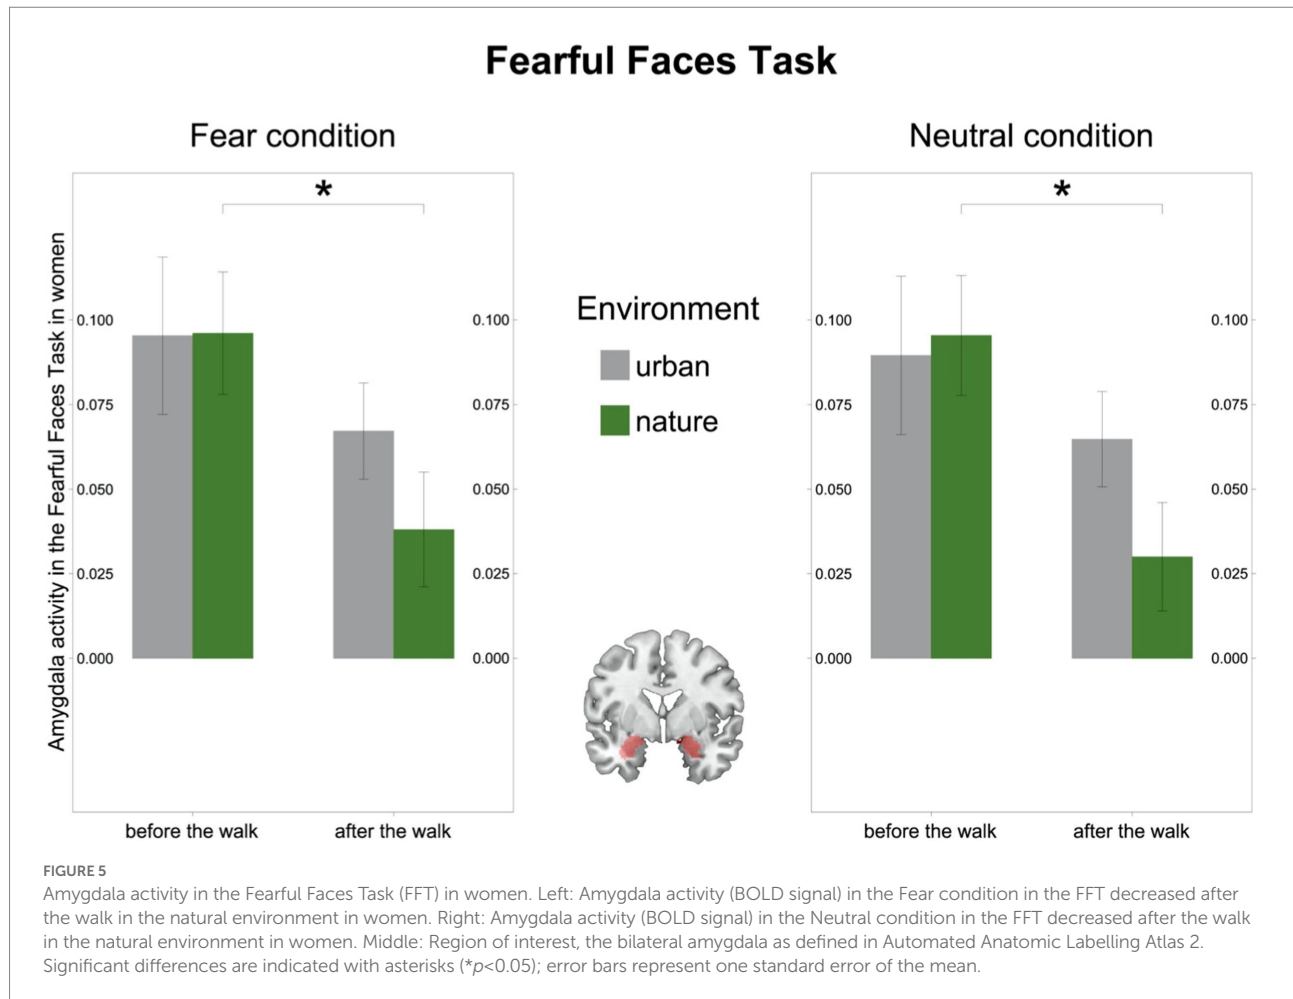 Fearful Faces Task
Fear condition
*
Amygdala activity in the Fearful Faces Task in women
0.100
0.075
0.050
0.025
0.000
0.100
0.075
0.050
0.025
0.000
before the walk
after the walk
Environment
urban
nature
Neutral condition
*
0.100
0.075
0.050
0.025
0.000
0.100
0.075
0.050
0.025
0.000
before the walk
after the walk
FIGURE 5
Amygdala activity in the Fearful Faces Task (FFT) in women. Left: Amygdala activity (BOLD signal) in the Fear condition in the FFT decreased after
the walk in the natural environment in women. Right: Amygdala activity (BOLD signal) in the Neutral condition in the FFT decreased after the walk
in the natural environment in women. Middle: Region of interest, the bilateral amygdala as defined in Automated Anatomic Labelling Atlas 2.
Significant differences are indicated with asterisks (*p<0.05); error bars represent one standard error of the mean.